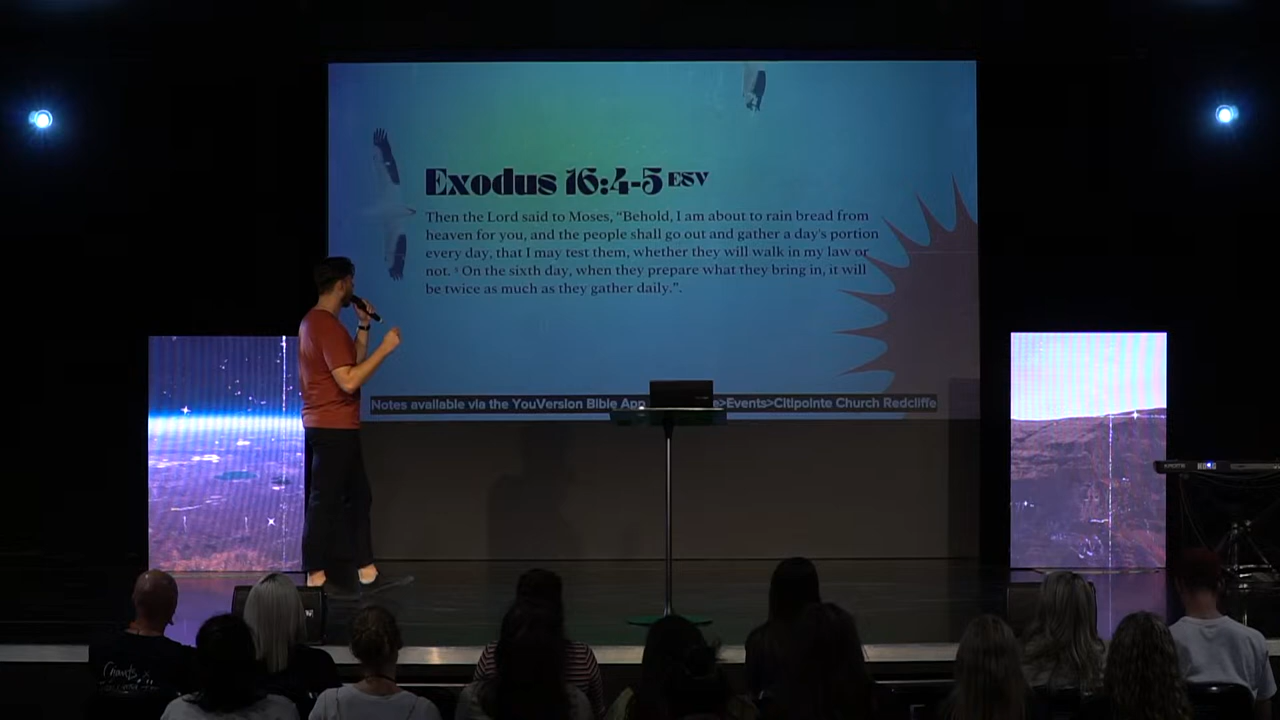 Exodus 16:4-5 ESV
Then the Lord said to Moses, “Behold, I am about to rain bread from
heaven for you, and the people shall go out and gather a day's portion
every day, that I may test them, whether they will walk in my law or
not. ⁵ On the sixth day, when they prepare what they bring in, it will
be twice as much as they gather daily.”.
Notes available via the YouVersion Bible App >Events>Citipointe Church Redcliffe